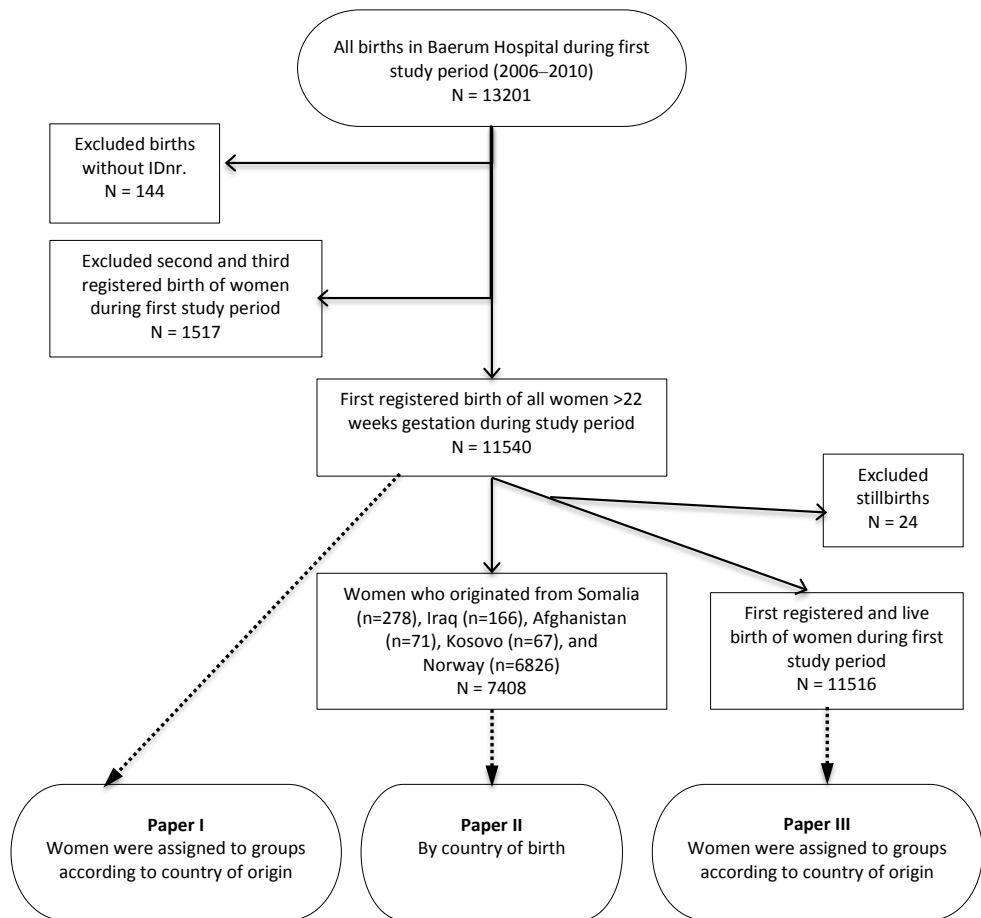 All births in Baerum Hospital during first
study period (2006–2010)
N = 13201
Excluded births
without IDnr.
N = 144
Excluded second and third
registered birth of women
during first study period
N = 1517
First registered birth of all women >22
weeks gestation during study period
N = 11540
Excluded
stillbirths
N = 24
Women who originated from Somalia
(n=278), Iraq (n=166), Afghanistan
(n=71), Kosovo (n=67), and
Norway (n=6826)
N = 7408
First registered and live
birth of women during first
study period
N = 11516
Paper I
Women were assigned to groups
according to country of origin
Paper II
By country of birth
Paper III
Women were assigned to groups
according to country of origin